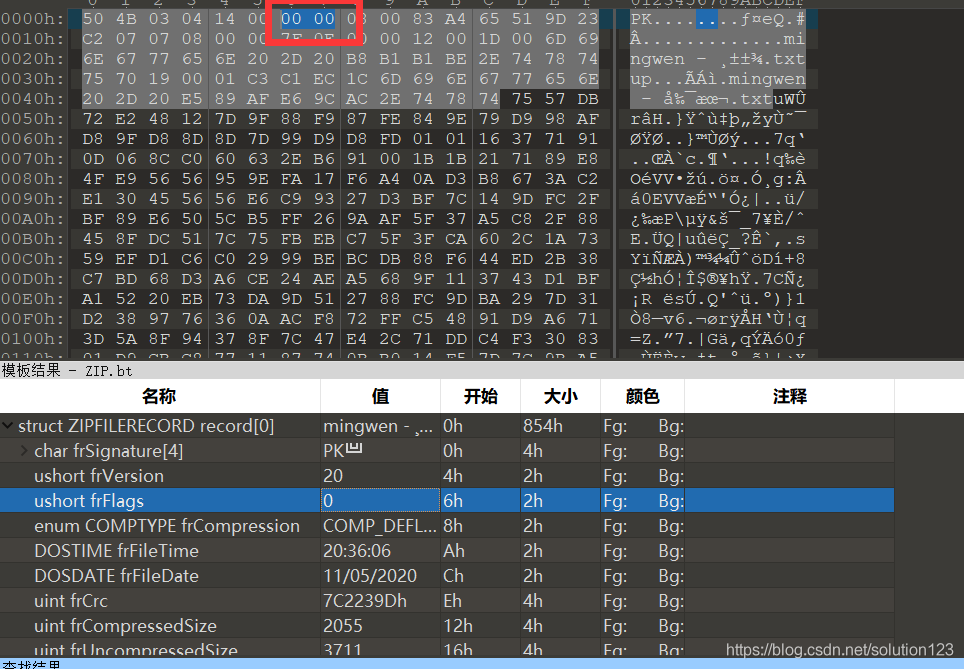 0 1 2 3 4 5 6 7 8 9 A B C D E F 0123456789ABCDEF
0000h: 50 4B 03 04 14 00 00 00 08 00 83 A4 65 51 9D 23 PK........ƒ¤eQ.#
0010h: C2 07 07 08 00 00 7F 0E 00 00 12 00 1D 00 6D 69 Â.............mi
0020h: 6E 67 77 65 6E 20 2D 20 B8 B1 B1 BE 2E 74 78 74 ngwen - ¸±±¾.txt
0030h: 75 70 19 00 01 C3 C1 EC 1C 6D 69 6E 67 77 65 6E up...ÃÁì.mingwen
0040h: 20 2D 20 E5 89 AF E6 9C AC 2E 74 78 74 75 57 DB - å‰¯æœ¬.txtuWÛ
0050h: 72 E2 48 12 7D 9F 88 F9 87 FE 84 9E 79 D9 98 AF râH.}Ÿˆù‡þ„žyÙ˜¯
0060h: D8 9F D8 8D 8D 7D 99 D9 D8 FD 01 01 16 37 71 91 ØŸØ..}™ÙØý...7q‘
0070h: 0D 06 8C C0 60 63 2E B6 91 00 1B 1B 21 71 89 E8 ..ŒÀ`c.¶‘...!q‰è
0080h: 4F E9 56 56 95 9E FA 17 F6 A4 0A D3 B8 67 3A C2 OéVV•žú.ö¤.Ó¸g:Â
0090h: E1 30 45 56 56 E6 C9 93 27 D3 BF 7C 14 9D FC 2F á0EVVæÉ“'Ó¿|..ü/
00A0h: BF 89 E6 50 5C B5 FF 26 9A AF 5F 37 A5 C8 2F 88 ¿‰æP\µÿ&š¯_7¥È/ˆ
00B0h: 45 8F DC 51 7C 75 FB EB C7 5F 3F CA 60 2C 1A 73 E.ÜQ|uûëÇ_?Ê`,.s
00C0h: 59 EF D1 C6 C0 29 99 BE BC DB 88 F6 44 ED 2B 38 YïÑÆÀ)™¾¼ÛˆöDí+8
00D0h: C7 BD 68 D3 A6 CE 24 AE A5 68 9F 11 37 43 D1 BF Ç½hÓ¦Î$®¥hŸ.7CÑ¿
00E0h: A1 52 20 EB 73 DA 9D 51 27 88 FC 9D BA 29 7D 31 ¡R ësÚ.Q'ˆü.º)}1
00F0h: D2 38 97 76 36 0A AC F8 72 FF C5 48 91 D9 A6 71 Ò8—v6.¬ørÿÅH‘Ù¦q
0100h: 3D 5A 8F 94 37 8F 7C 47 E4 2C 71 DD C4 F3 30 83 =Z.”7.|Gä,qÝÄó0ƒ
0110h:
模板结果 - ZIP.bt
名称 值 开始 大小 颜色 注释
struct ZIPFILERECORD record[0] mingwen - ¸... 0h 854h Fg: Bg:
char frSignature[4] PK 0h 4h Fg: Bg:
ushort frVersion 20 4h 2h Fg: Bg:
ushort frFlags 0 6h 2h Fg: Bg:
enum COMPTYPE frCompression COMP_DEFL... 8h 2h Fg: Bg:
DOSTIME frFileTime 20:36:06 Ah 2h Fg: Bg:
DOSDATE frFileDate 11/05/2020 Ch 2h Fg: Bg:
uint frCrc 7C2239Dh Eh 4h Fg: Bg:
uint frCompressedSize 2055 12h 4h Fg: Bg:
uint frUncompressedSize 3711 16h 4h Fg: Bg:
https://blog.csdn.net/solution123
查找结果